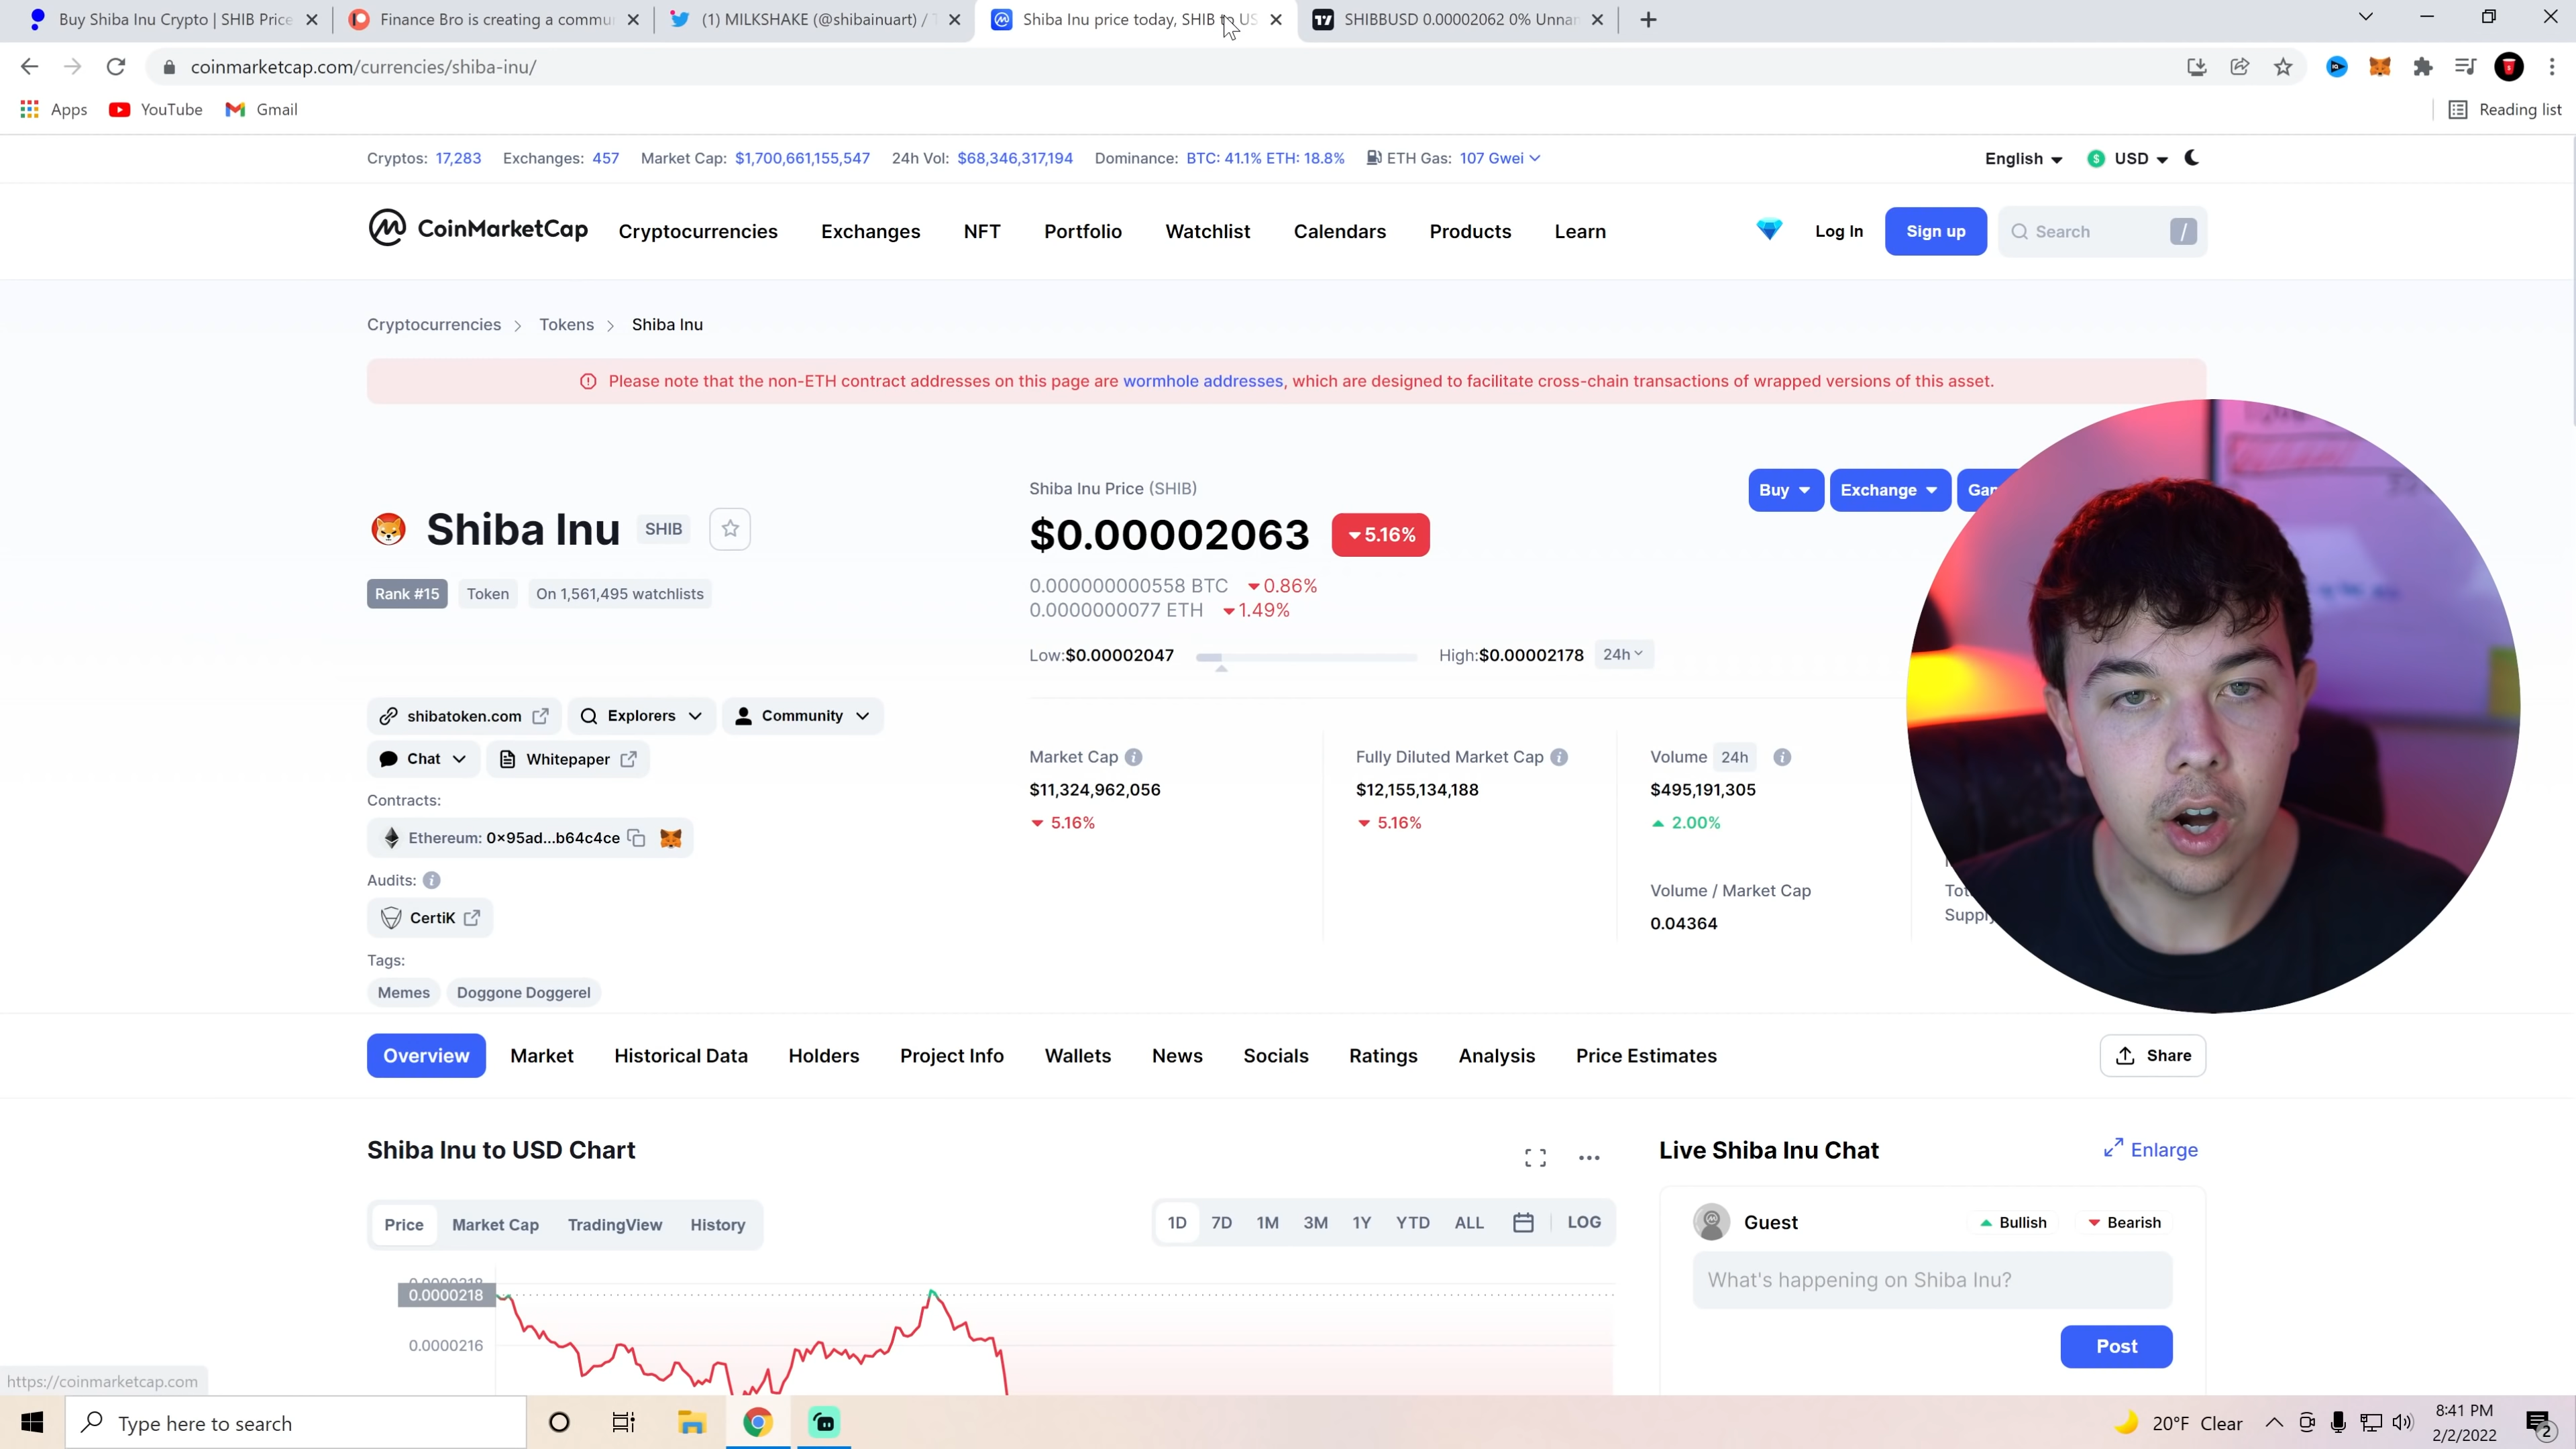 Buy Shiba Inu Crypto | SHIB Price
Finance Bro is creating a commu
(1) MILKSHAKE (@shibainuart) / T
Shiba Inu price today, SHIB to US
SHIBBUSD 0.00002062 0% Unnar
coinmarketcap.com/currencies/shiba-inu/
Apps
YouTube
Gmail
Reading list
Cryptos: 17,283 Exchanges: 457 Market Cap: $1,700,661,155,547 24h Vol: $68,346,317,194 Dominance: BTC: 41.1% ETH: 18.8% ETH Gas: 107 Gwei
English
$ USD
CoinMarketCap
Cryptocurrencies Exchanges NFT Portfolio Watchlist Calendars Products Learn
Log In
Sign up
Search /
Cryptocurrencies > Tokens > Shiba Inu
Please note that the non-ETH contract addresses on this page are wormhole addresses, which are designed to facilitate cross-chain transactions of wrapped versions of this asset.
Shiba Inu Price (SHIB)
Buy
Exchange
Shiba Inu SHIB
$0.00002063 5.16%
0.000000000558 BTC 0.86%
Rank #15 Token On 1,561,495 watchlists
0.0000000077 ETH 1.49%
Low:$0.00002047 High:$0.00002178 24h
shibatoken.com Explorers Community
Chat Whitepaper
Market Cap
$11,324,962,056
5.16%
Fully Diluted Market Cap
$12,155,134,188
5.16%
Volume 24h
$495,191,305
2.00%
Volume / Market Cap
0.04364
Contracts:
Ethereum: 0x95ad...b64c4ce
Audits:
CertiK
Tags:
Memes Doggone Doggerel
Overview Market Historical Data Holders Project Info Wallets News Socials Ratings Analysis Price Estimates
Share
Shiba Inu to USD Chart
Price Market Cap TradingView History
1D 7D 1M 3M 1Y YTD ALL LOG
0.0000218
0.0000218
0.0000216
Live Shiba Inu Chat
Enlarge
Guest
Bullish
Bearish
What's happening on Shiba Inu?
Post
https://coinmarketcap.com
Type here to search
20°F Clear
8:41 PM
2/2/2022
2